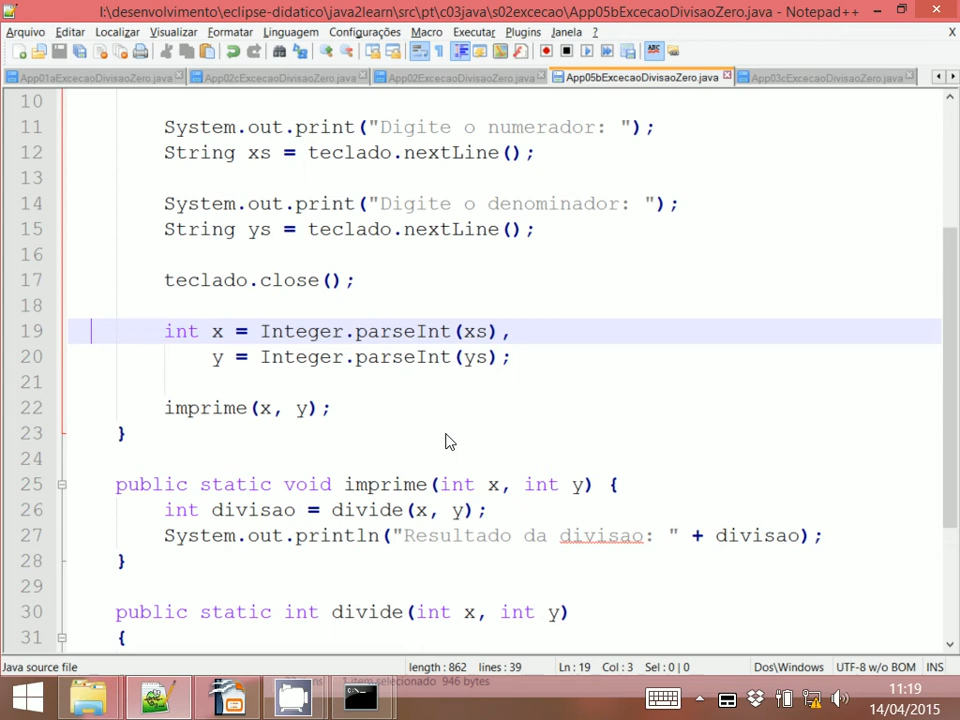 I:\desenvolvimento\eclipse-didatico\java2learn\src\pt\c03java\s02excecao\App05bExcecaoDivisaoZero.java - Notepad++
Arquivo Editar Localizar Visualizar Formatar Linguagem Configurações Macro Executar Plugins Janela ? X
App01aExcecaoDivisaoZero.java App02cExcecaoDivisaoZero.java App02ExcecaoDivisaoZero.java App05bExcecaoDivisaoZero.java App03cExcecaoDivisaoZero.java
10
11 System.out.print("Digite o numerador: ");
12 String xs = teclado.nextLine();
13
14 System.out.print("Digite o denominador: ");
15 String ys = teclado.nextLine();
16
17 teclado.close();
18
19 int x = Integer.parseInt(xs),
20 y = Integer.parseInt(ys);
21
22 imprime(x, y);
23 }
24
25 public static void imprime(int x, int y) {
26 int divisao = divide(x, y);
27 System.out.println("Resultado da divisao: " + divisao);
28 }
29
30 public static int divide(int x, int y)
31 {
Java source file length : 862 lines : 39 Ln : 19 Col : 3 Sel : 0 | 0 Dos\Windows UTF-8 w/o BOM INS
1 item selecionado 946 bytes
11:19
14/04/2015